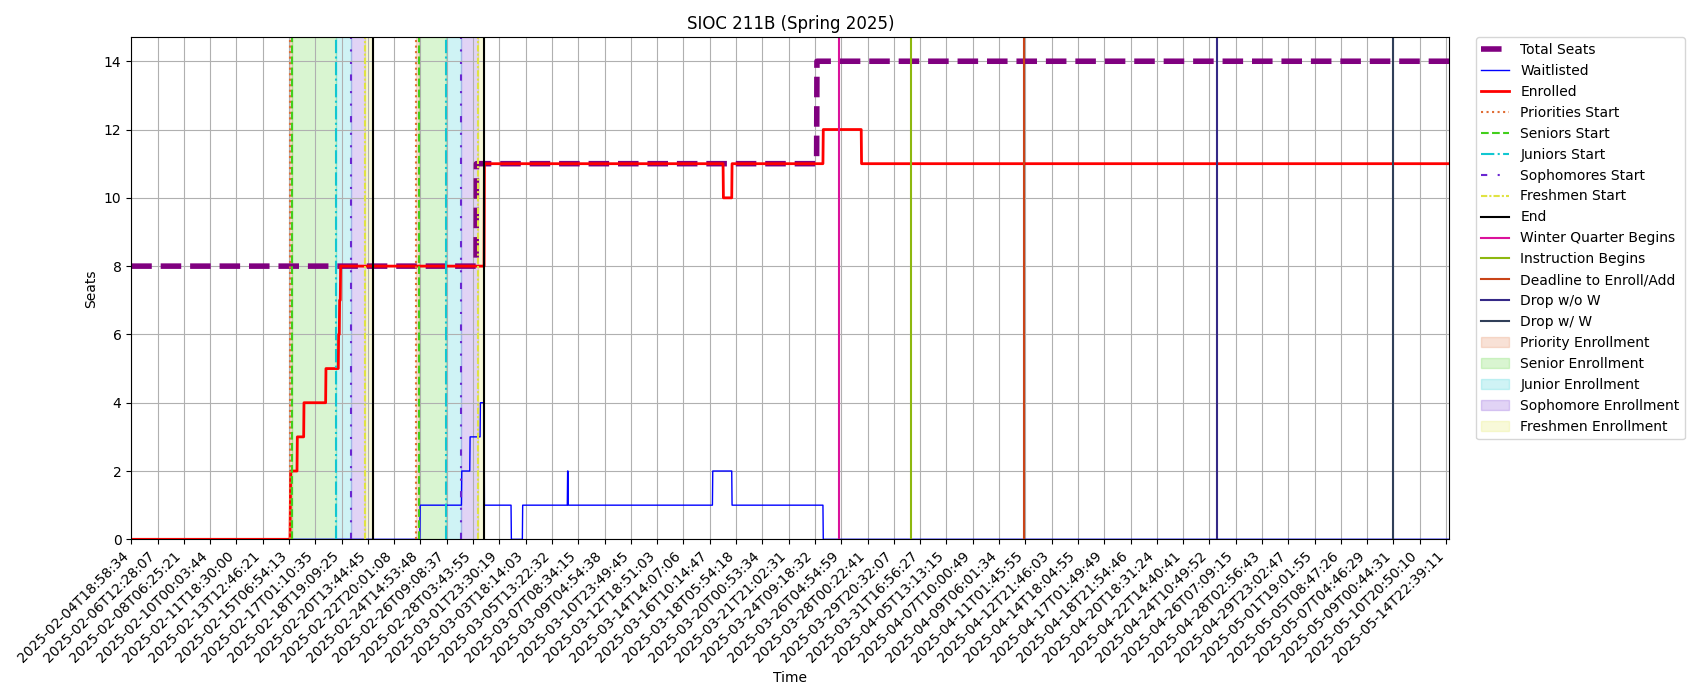 SIOC 211B (Spring 2025)
Seats
14
12
10
8
6
4
2
0
2025-02-04T18:58:34
2025-02-06T12:28:07
2025-02-08T06:25:21
2025-02-10T00:03:44
2025-02-11T18:30:00
2025-02-13T12:46:21
2025-02-15T06:54:13
2025-02-17T01:10:35
2025-02-18T19:09:25
2025-02-20T13:44:45
2025-02-22T20:01:08
2025-02-24T14:53:48
2025-02-26T09:08:37
2025-02-28T03:43:55
2025-03-01T23:30:19
2025-03-03T18:14:03
2025-03-05T13:22:32
2025-03-07T08:34:15
2025-03-09T04:54:38
2025-03-10T23:49:45
2025-03-12T18:51:03
2025-03-14T14:07:06
2025-03-16T10:14:47
2025-03-18T05:54:18
2025-03-20T00:53:34
2025-03-21T21:02:31
2025-03-24T09:18:32
2025-03-26T04:54:59
2025-03-28T00:22:41
2025-03-29T20:32:07
2025-03-31T16:56:27
2025-04-05T13:13:15
2025-04-07T10:00:49
2025-04-09T06:01:34
2025-04-11T01:45:55
2025-04-12T21:46:03
2025-04-14T18:04:55
2025-04-17T01:49:49
2025-04-18T21:54:46
2025-04-20T18:31:24
2025-04-22T14:40:41
2025-04-24T10:49:52
2025-04-26T07:09:15
2025-04-28T02:56:43
2025-04-29T23:02:47
2025-05-01T19:01:55
2025-05-05T08:47:26
2025-05-07T04:46:29
2025-05-09T00:44:31
2025-05-10T20:50:10
2025-05-14T22:39:11
Time
Total Seats
Waitlisted
Enrolled
Priorities Start
Seniors Start
Juniors Start
Sophomores Start
Freshmen Start
End
Winter Quarter Begins
Instruction Begins
Deadline to Enroll/Add
Drop w/o W
Drop w/ W
Priority Enrollment
Senior Enrollment
Junior Enrollment
Sophomore Enrollment
Freshmen Enrollment